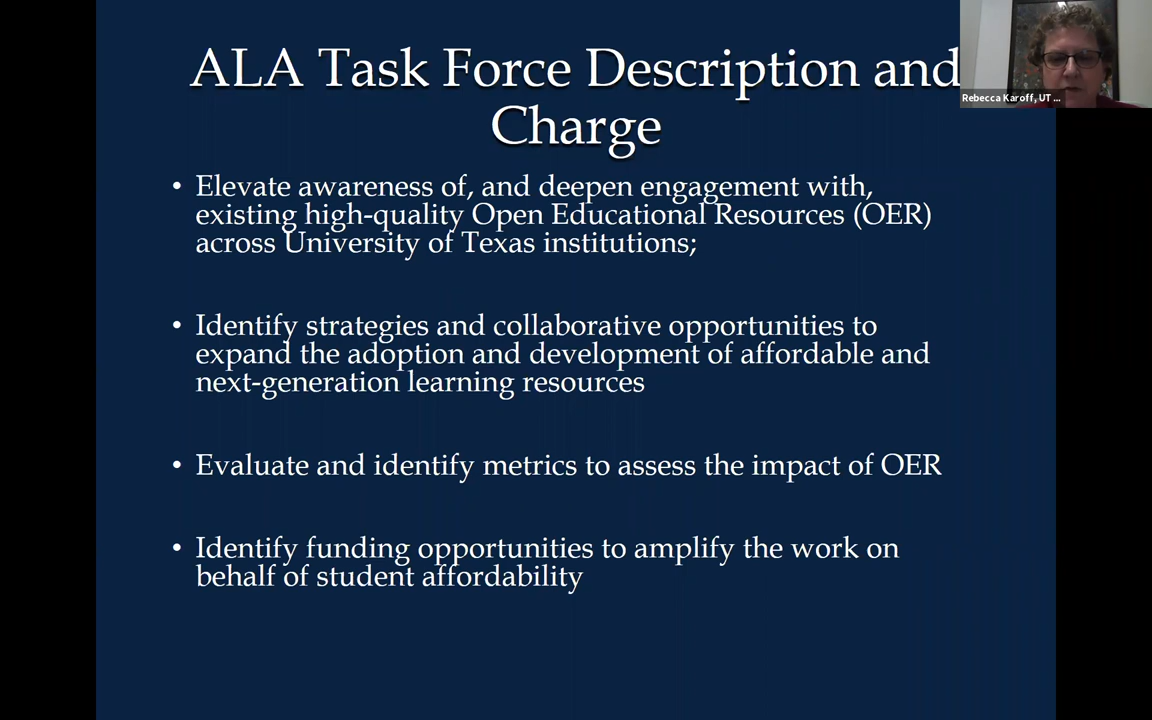 ALA Task Force Description and
Charge
Rebecca Karoff, UT ...
• Elevate awareness of, and deepen engagement with,
existing high-quality Open Educational Resources (OER)
across University of Texas institutions;
• Identify strategies and collaborative opportunities to
expand the adoption and development of affordable and
next-generation learning resources
• Evaluate and identify metrics to assess the impact of OER
• Identify funding opportunities to amplify the work on
behalf of student affordability